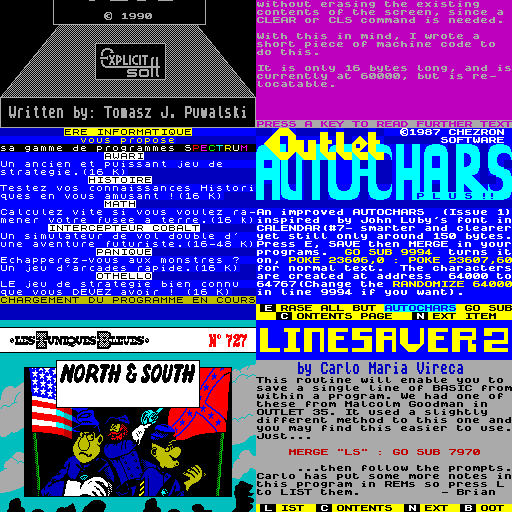 © 1990
EXPLICIT
soft
Written by: Tomasz J. Puwalski
without erasing the existing
contents of the screen, since a
CLEAR or CLS command is needed.
With this in mind, I wrote a
short piece of machine code to
do this.
It is only 16 bytes long, and is
currently at 60000, but is re-
locatable.
PRESS A KEY TO READ FURTHER TEXT
ERE INFORMATIQUE
vous propose
sa gamme de programmes SPECTRUM
AWARI
Un ancien et puissant jeu de
strategie.(16 K)
HISTOIRE
Testez vos connaissances Histori
ques en vous amusant !(16 K)
MATH
Calculez vite si vous voulez ra-
mener votre fusee a terre.(16 K)
INTERCEPTEUR COBALT
Un simulateur de vol double d'
une aventure futuriste.(16-48 K)
PANIQUE
Echapperez-vous aux monstres ?
Un jeu d'arcades rapide.(16 K)
OTHELLO
LE jeu de strategie bien connu
que vous DEVEZ avoir ! (16 K)
CHARGEMENT DU PROGRAMME EN COURS
©1987 CHEZRON
SOFTWARE
Outlet
AUTOCHARS
PLUS!!
An improved AUTOCHARS (Issue 1)
inspired by John Luby's font in
CALENDAR(#7- smarter and clearer
yet still only around 150 bytes.
Press E, SAVE then MERGE in your
programs GO SUB 9994 turns it
on, POKE 23606,0 : POKE 23607,60
for normal text. The characters
are created at address 64000 to
64767(Change the RANDOMIZE 64000
in line 9994 if you want).
E RASE ALL BUT AUTOCHARS GO SUB
C ONTENTS PAGE N EXT ITEM
LES TUNIQUES BLEUES
N° 727
NORTH & SOUTH
LINESAVER 2
by Carlo Maria Vireca
This routine will enable you to
save a single line of BASIC from
within a program. We had one of
these from Malcolm Goodman in
OUTLET 35. It used a slightly
different method to this one and
you may find this easier to use.
Just...
MERGE "LS" : GO SUB 7970
...then follow the prompts.
Carlo has put some more notes in
this program in REMs so press L
to LIST them. - Brian
L IST C ONTENTS N EXT B OOT